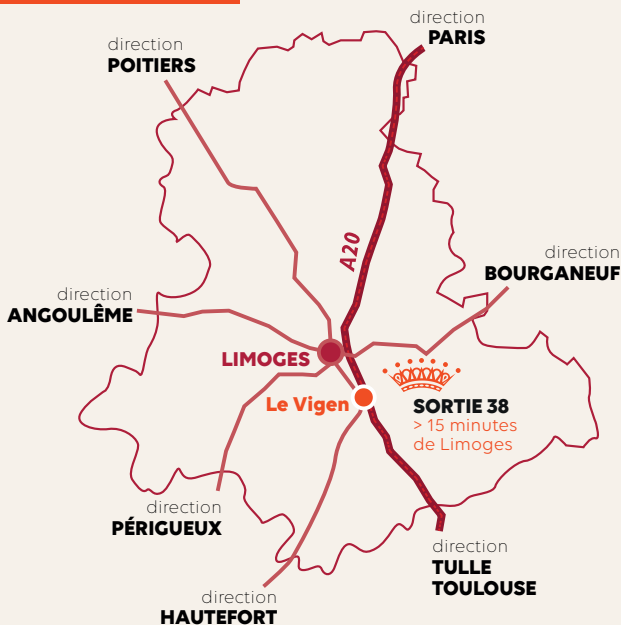 direction
PARIS
direction
POITIERS
A20
direction
BOURGANEUF
direction
ANGOULÊME
LIMOGES
Le Vigen
SORTIE 38
> 15 minutes
de Limoges
direction
PÉRIGUEUX
direction
TULLE
TOULOUSE
direction
HAUTEFORT